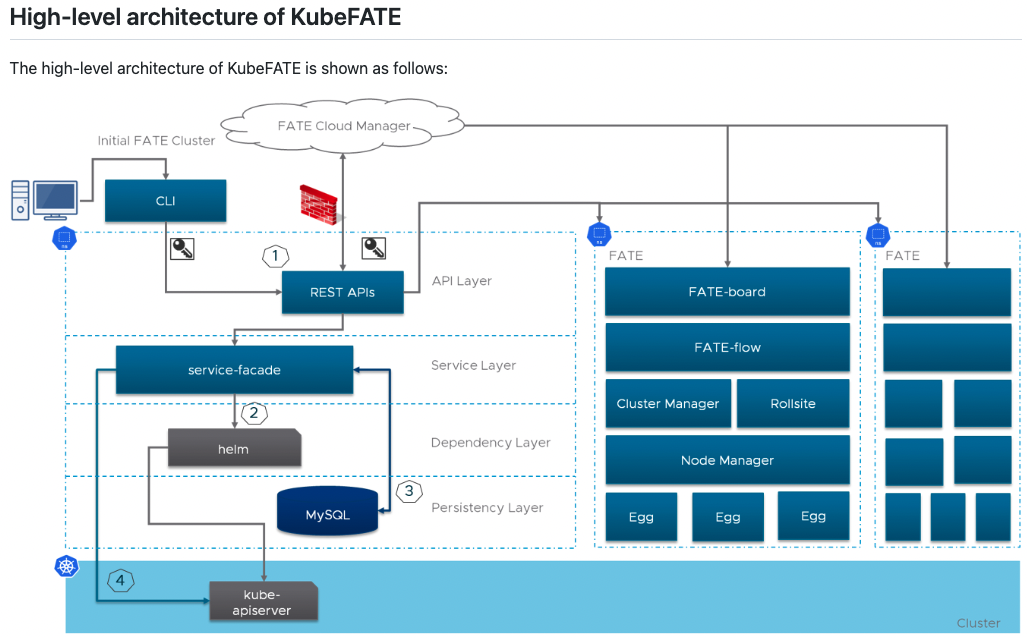 High-level architecture of KubeFATE
The high-level architecture of KubeFATE is shown as follows:
FATE Cloud Manager
Initial FATE Cluster
CLI
1
REST APIs
API Layer
service-facade
Service Layer
2
helm
Dependency Layer
3
MySQL
Persistency Layer
4
kube-
apiserver
FATE
FATE-board
FATE-flow
Cluster Manager
Rollsite
Node Manager
Egg
Egg
Egg
FATE
Cluster